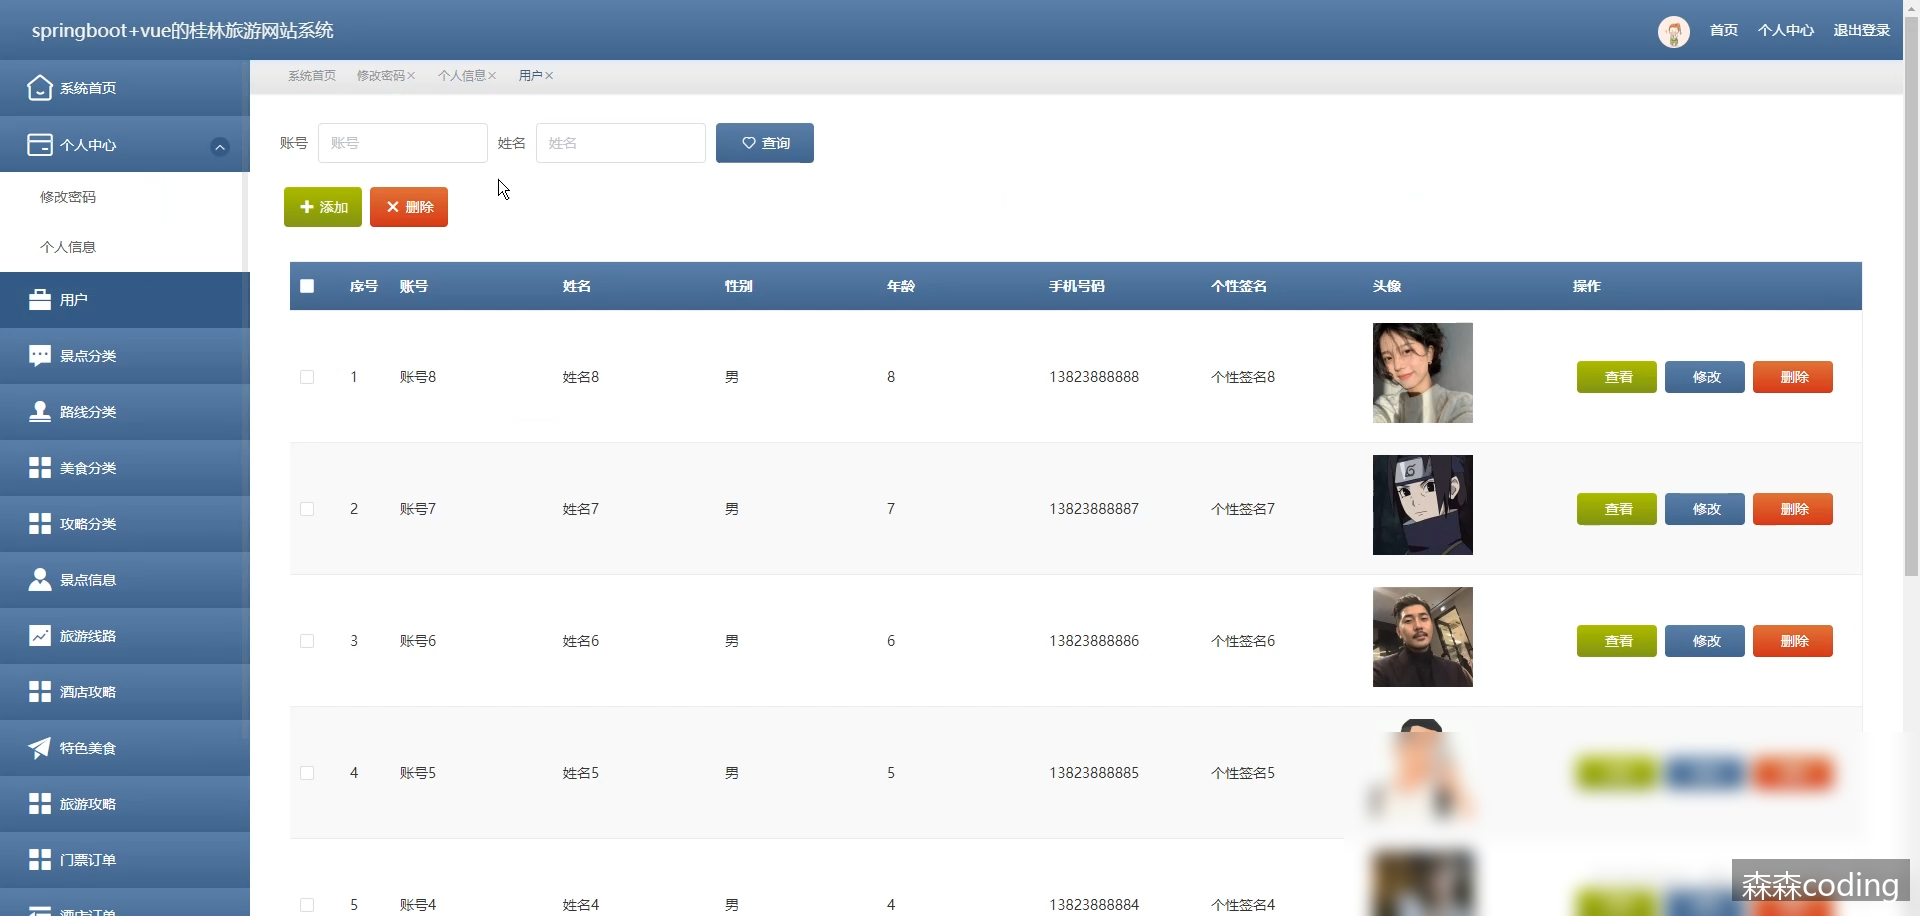 springboot+vue的桂林旅游网站系统
首页 个人中心 退出登录
系统首页 修改密码× 个人信息× 用户×
系统首页
个人中心
修改密码
个人信息
用户
景点分类
路线分类
美食分类
攻略分类
景点信息
旅游线路
酒店攻略
特色美食
旅游攻略
门票订单
酒店订单
账号 账号 姓名 姓名 查询
添加 删除
序号 账号 姓名 性别 年龄 手机号码 个性签名 头像 操作
1 账号8 姓名8 男 8 13823888888 个性签名8 查看 修改 删除
2 账号7 姓名7 男 7 13823888887 个性签名7 查看 修改 删除
3 账号6 姓名6 男 6 13823888886 个性签名6 查看 修改 删除
4 账号5 姓名5 男 5 13823888885 个性签名5
5 账号4 姓名4 男 4 13823888884 个性签名4
森森coding